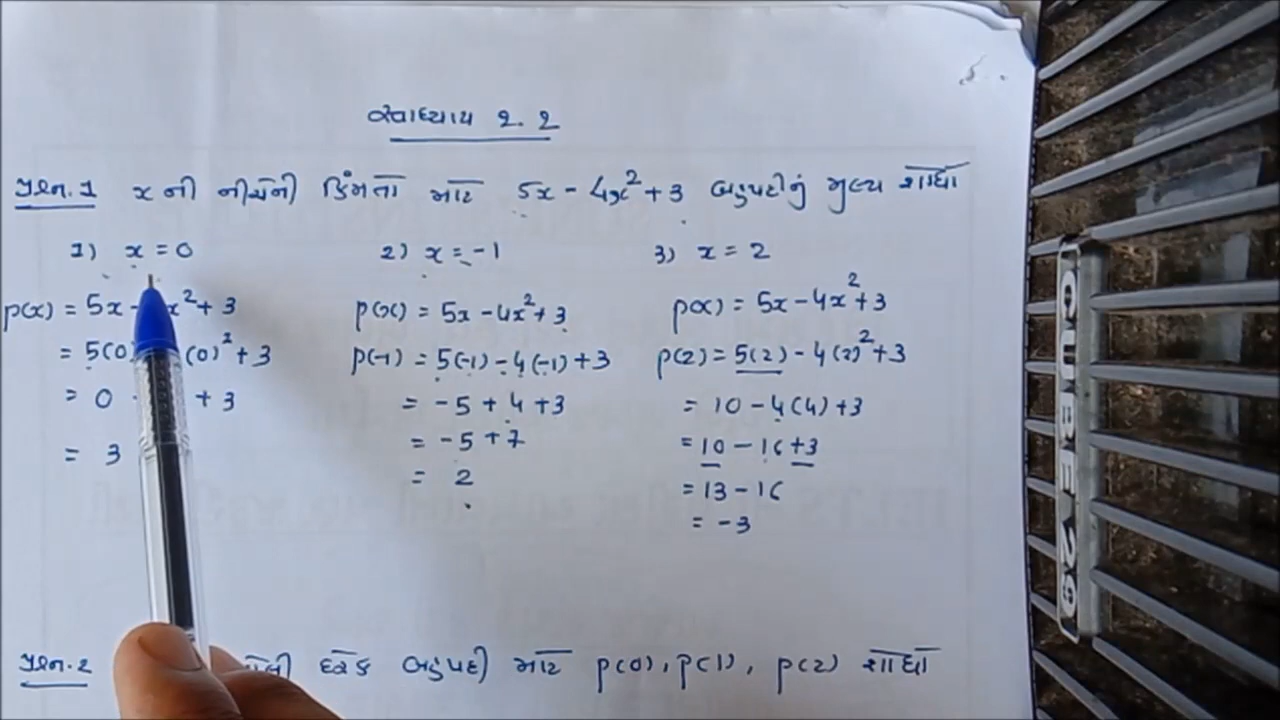 સ્વાધ્યાય 2.2
પ્રશ્ન.1 x ની નીચેની કિંમતો માટે 5x - 4x² + 3 બહુપદીનું મુલ્ય શોધો
1) x = 0
p(x) = 5x - x² + 3
= 5(0) (0)² + 3
= 0 + 3
= 3
2) x = -1
p(x) = 5x - 4x² + 3
p(-1) = 5(-1) - 4(-1) + 3
= -5 + 4 + 3
= -5 + 7
= 2
3) x = 2
p(x) = 5x - 4x² + 3
p(2) = 5(2) - 4(2)² + 3
= 10 - 4(4) + 3
= 10 - 16 + 3
= 13 - 16
= -3
પ્રશ્ન.2 દરેક બહુપદી માટે p(0), p(1), p(2) શોધો
CUBE 29